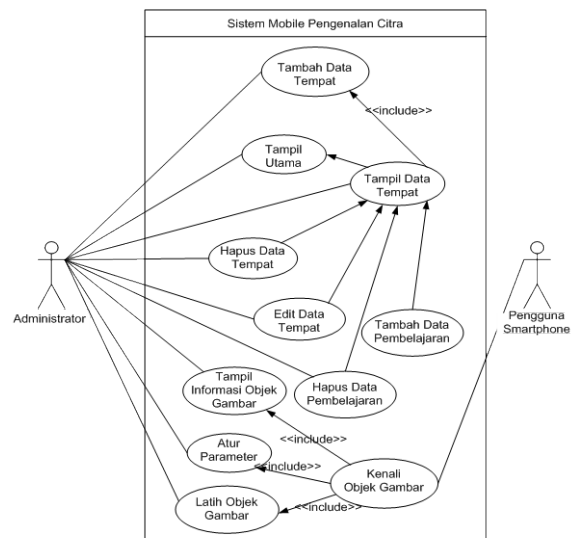 Sistem Mobile Pengenalan Citra
Tambah Data
Tempat
<<include>>
Tampil
Utama
Tampil Data
Tempat
Hapus Data
Tempat
Administrator
Edit Data
Tempat
Tambah Data
Pembelajaran
Pengguna
Smartphone
Tampil
Informasi Objek
Gambar
Hapus Data
Pembelajaran
<<include>>
Atur
Parameter
<<include>>
Kenali
Objek Gambar
Latih Objek
Gambar
<<include>>